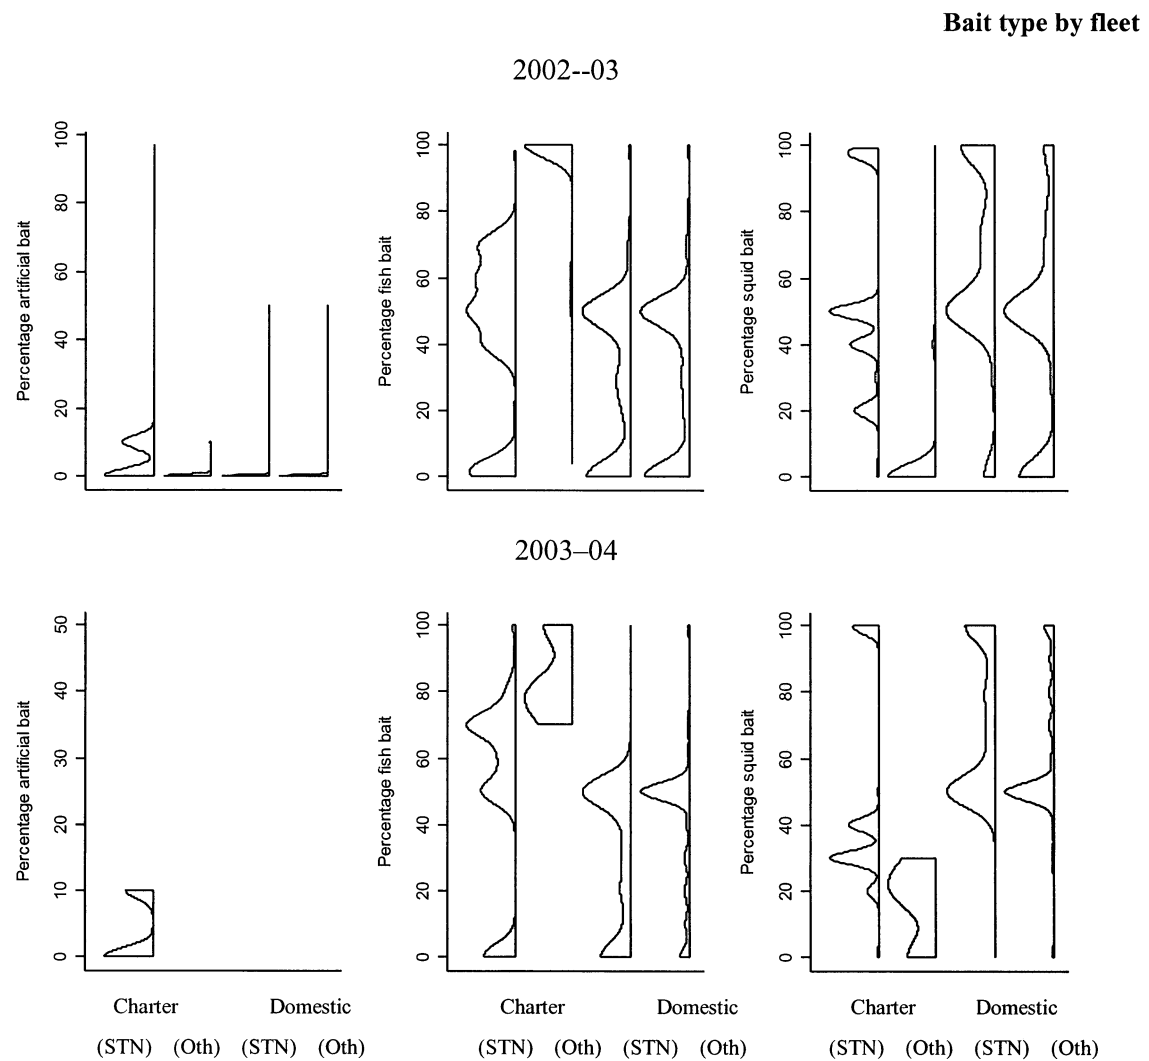 Bait type by fleet
2002--03
Percentage artificial bait
0 20 40 60 80 100
Percentage fish bait
0 20 40 60 80 100
Percentage squid bait
0 20 40 60 80 100
2003–04
Percentage artificial bait
0 10 20 30 40 50
Percentage fish bait
0 20 40 60 80 100
Percentage squid bait
0 20 40 60 80 100
Charter Domestic Charter Domestic Charter Domestic
(STN) (Oth) (STN) (Oth) (STN) (Oth) (STN) (Oth) (STN) (Oth) (STN) (Oth)